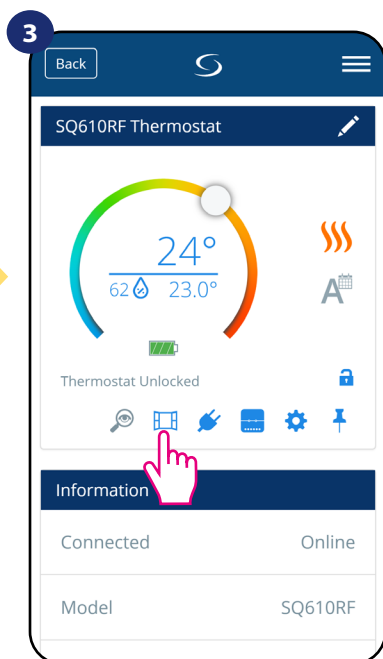 3
Back
SQ610RF Thermostat
24°
62 23.0°
A
Thermostat Unlocked
Information
Connected Online
Model SQ610RF